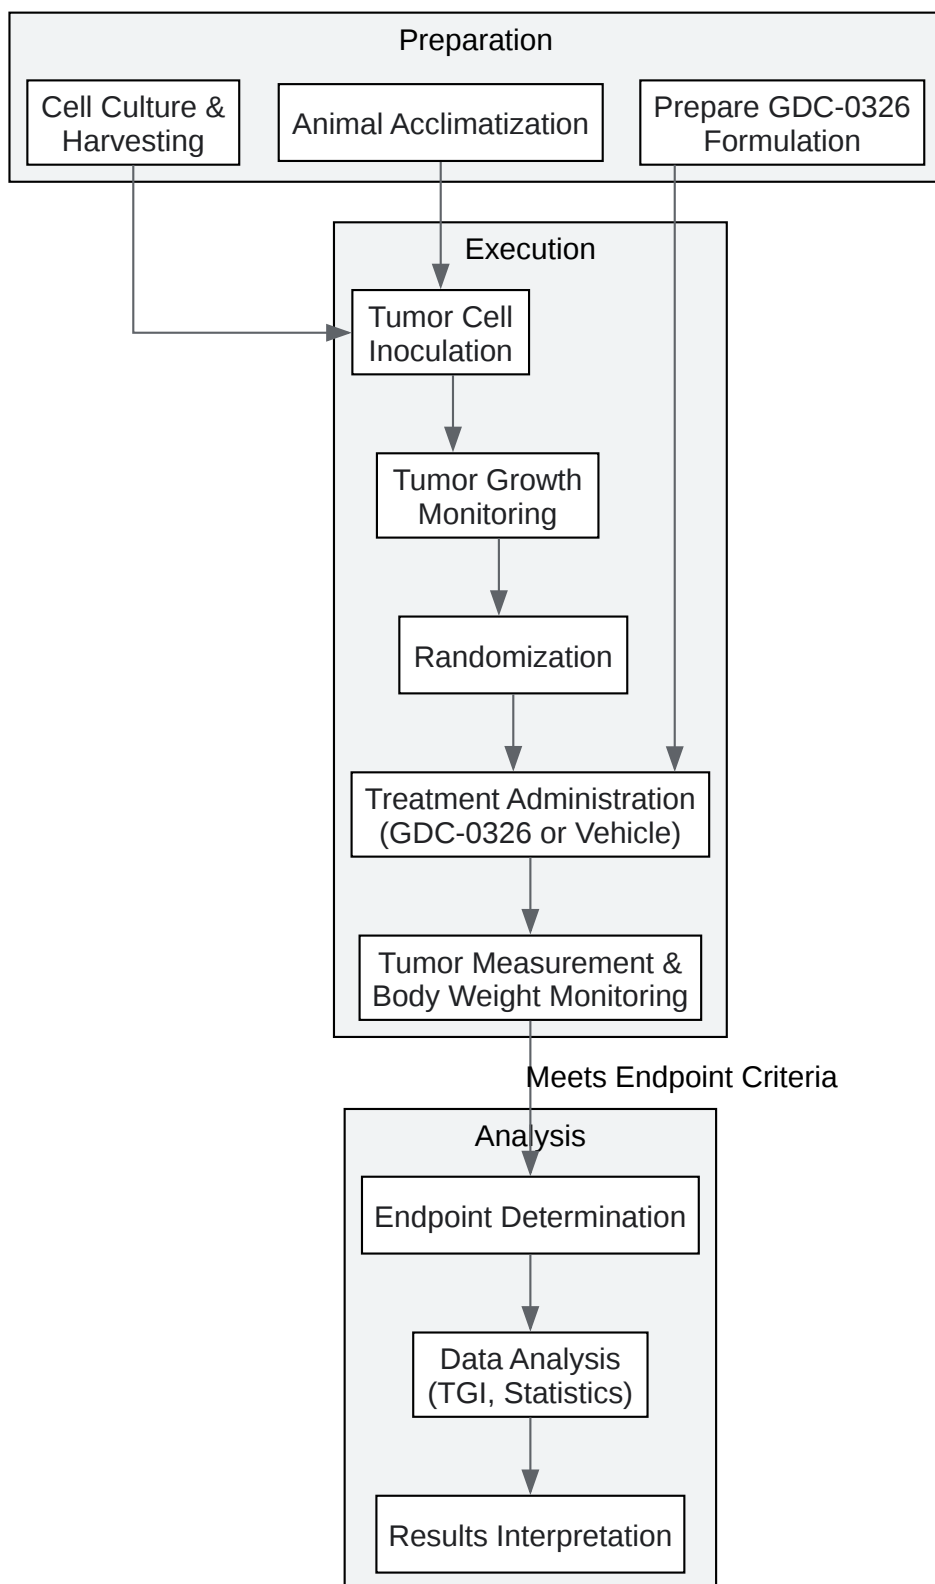 Preparation
Cell Culture &
Harvesting
Animal Acclimatization
Prepare GDC-0326
Formulation
Execution
Tumor Cell
Inoculation
Tumor Growth
Monitoring
Randomization
Treatment Administration
(GDC-0326 or Vehicle)
Tumor Measurement &
Body Weight Monitoring
Meets Endpoint Criteria
Analysis
Endpoint Determination
Data Analysis
(TGI, Statistics)
Results Interpretation